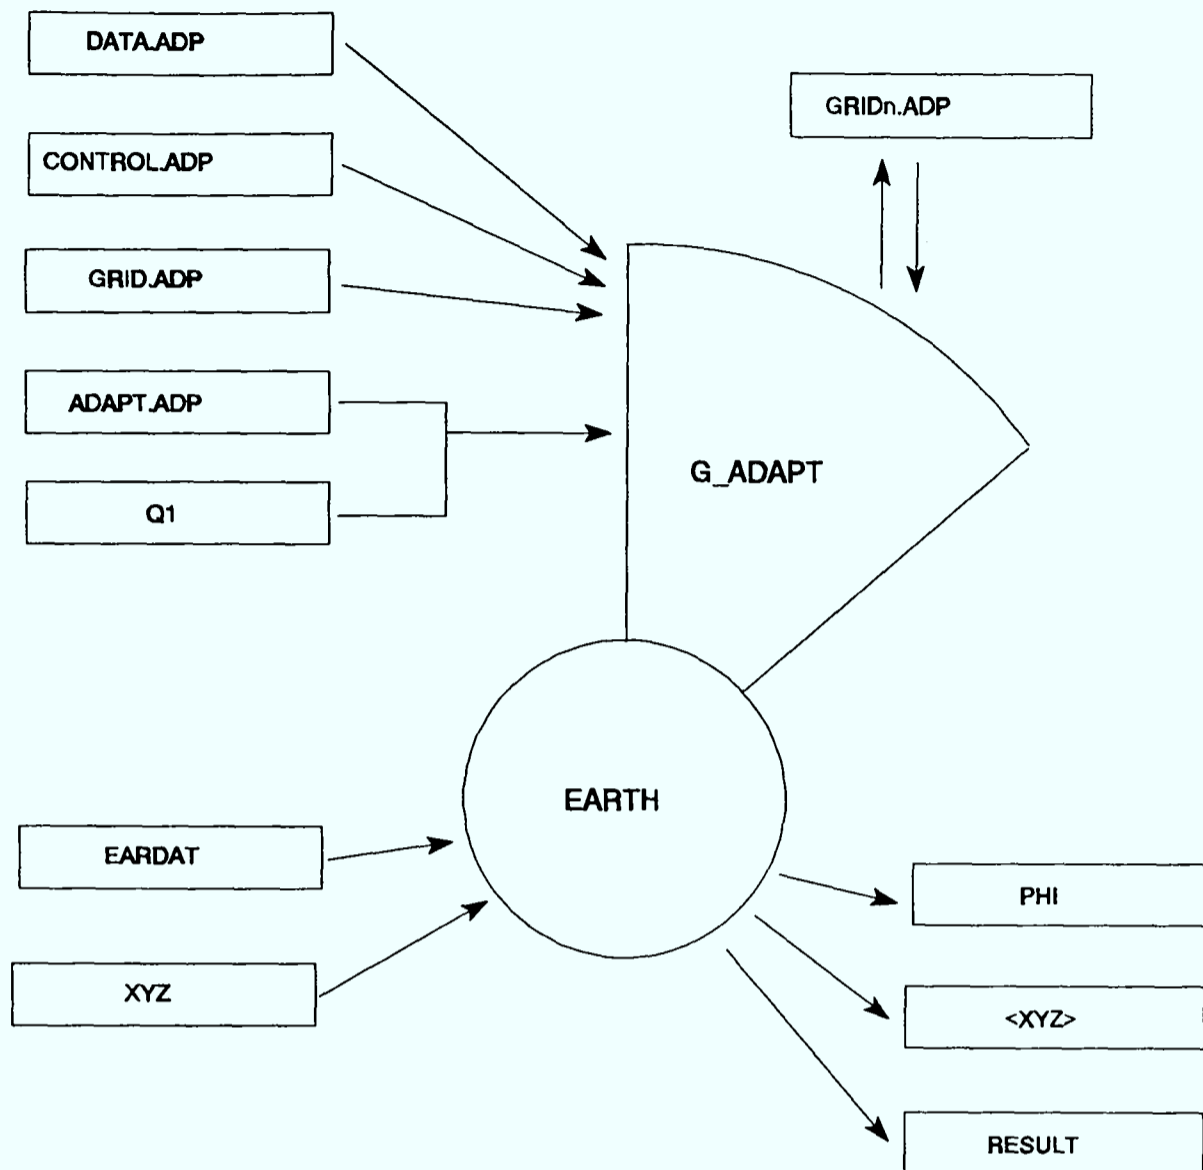 DATA.ADP
GRIDn.ADP
CONTROL.ADP
GRID.ADP
ADAPT.ADP
G_ADAPT
Q1
EARTH
EARDAT
PHI
XYZ
<XYZ>
RESULT